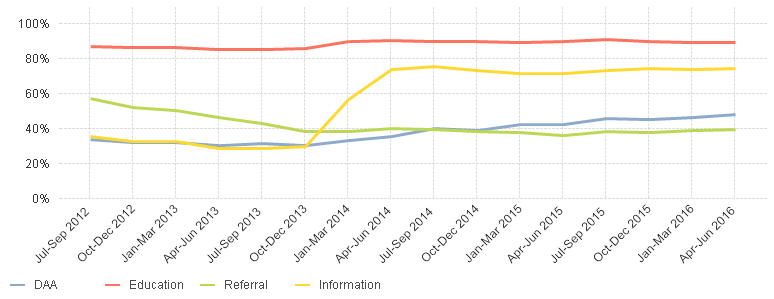 100%
80%
60%
40%
20%
0%
Jul-Sep 2012
Oct-Dec 2012
Jan-Mar 2013
Apr-Jun 2013
Jul-Sep 2013
Oct-Dec 2013
Jan-Mar 2014
Apr-Jun 2014
Jul-Sep 2014
Oct-Dec 2014
Jan-Mar 2015
Apr-Jun 2015
Jul-Sep 2015
Oct-Dec 2015
Jan-Mar 2016
Apr-Jun 2016
DAA Education Referral Information